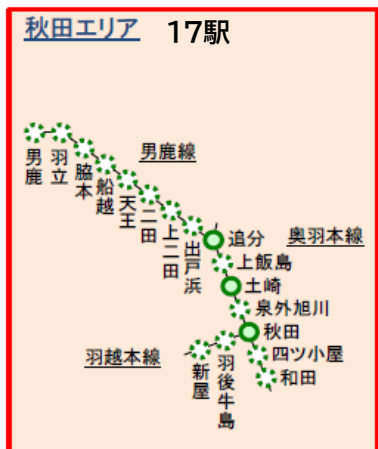 秋田エリア 17駅
男鹿線
男鹿
羽立
脇本
船越
天王
二田
上二田
出戸浜
追分
奥羽本線
上飯島
土崎
泉外旭川
秋田
羽越本線
新屋
羽後牛島
四ツ小屋
和田